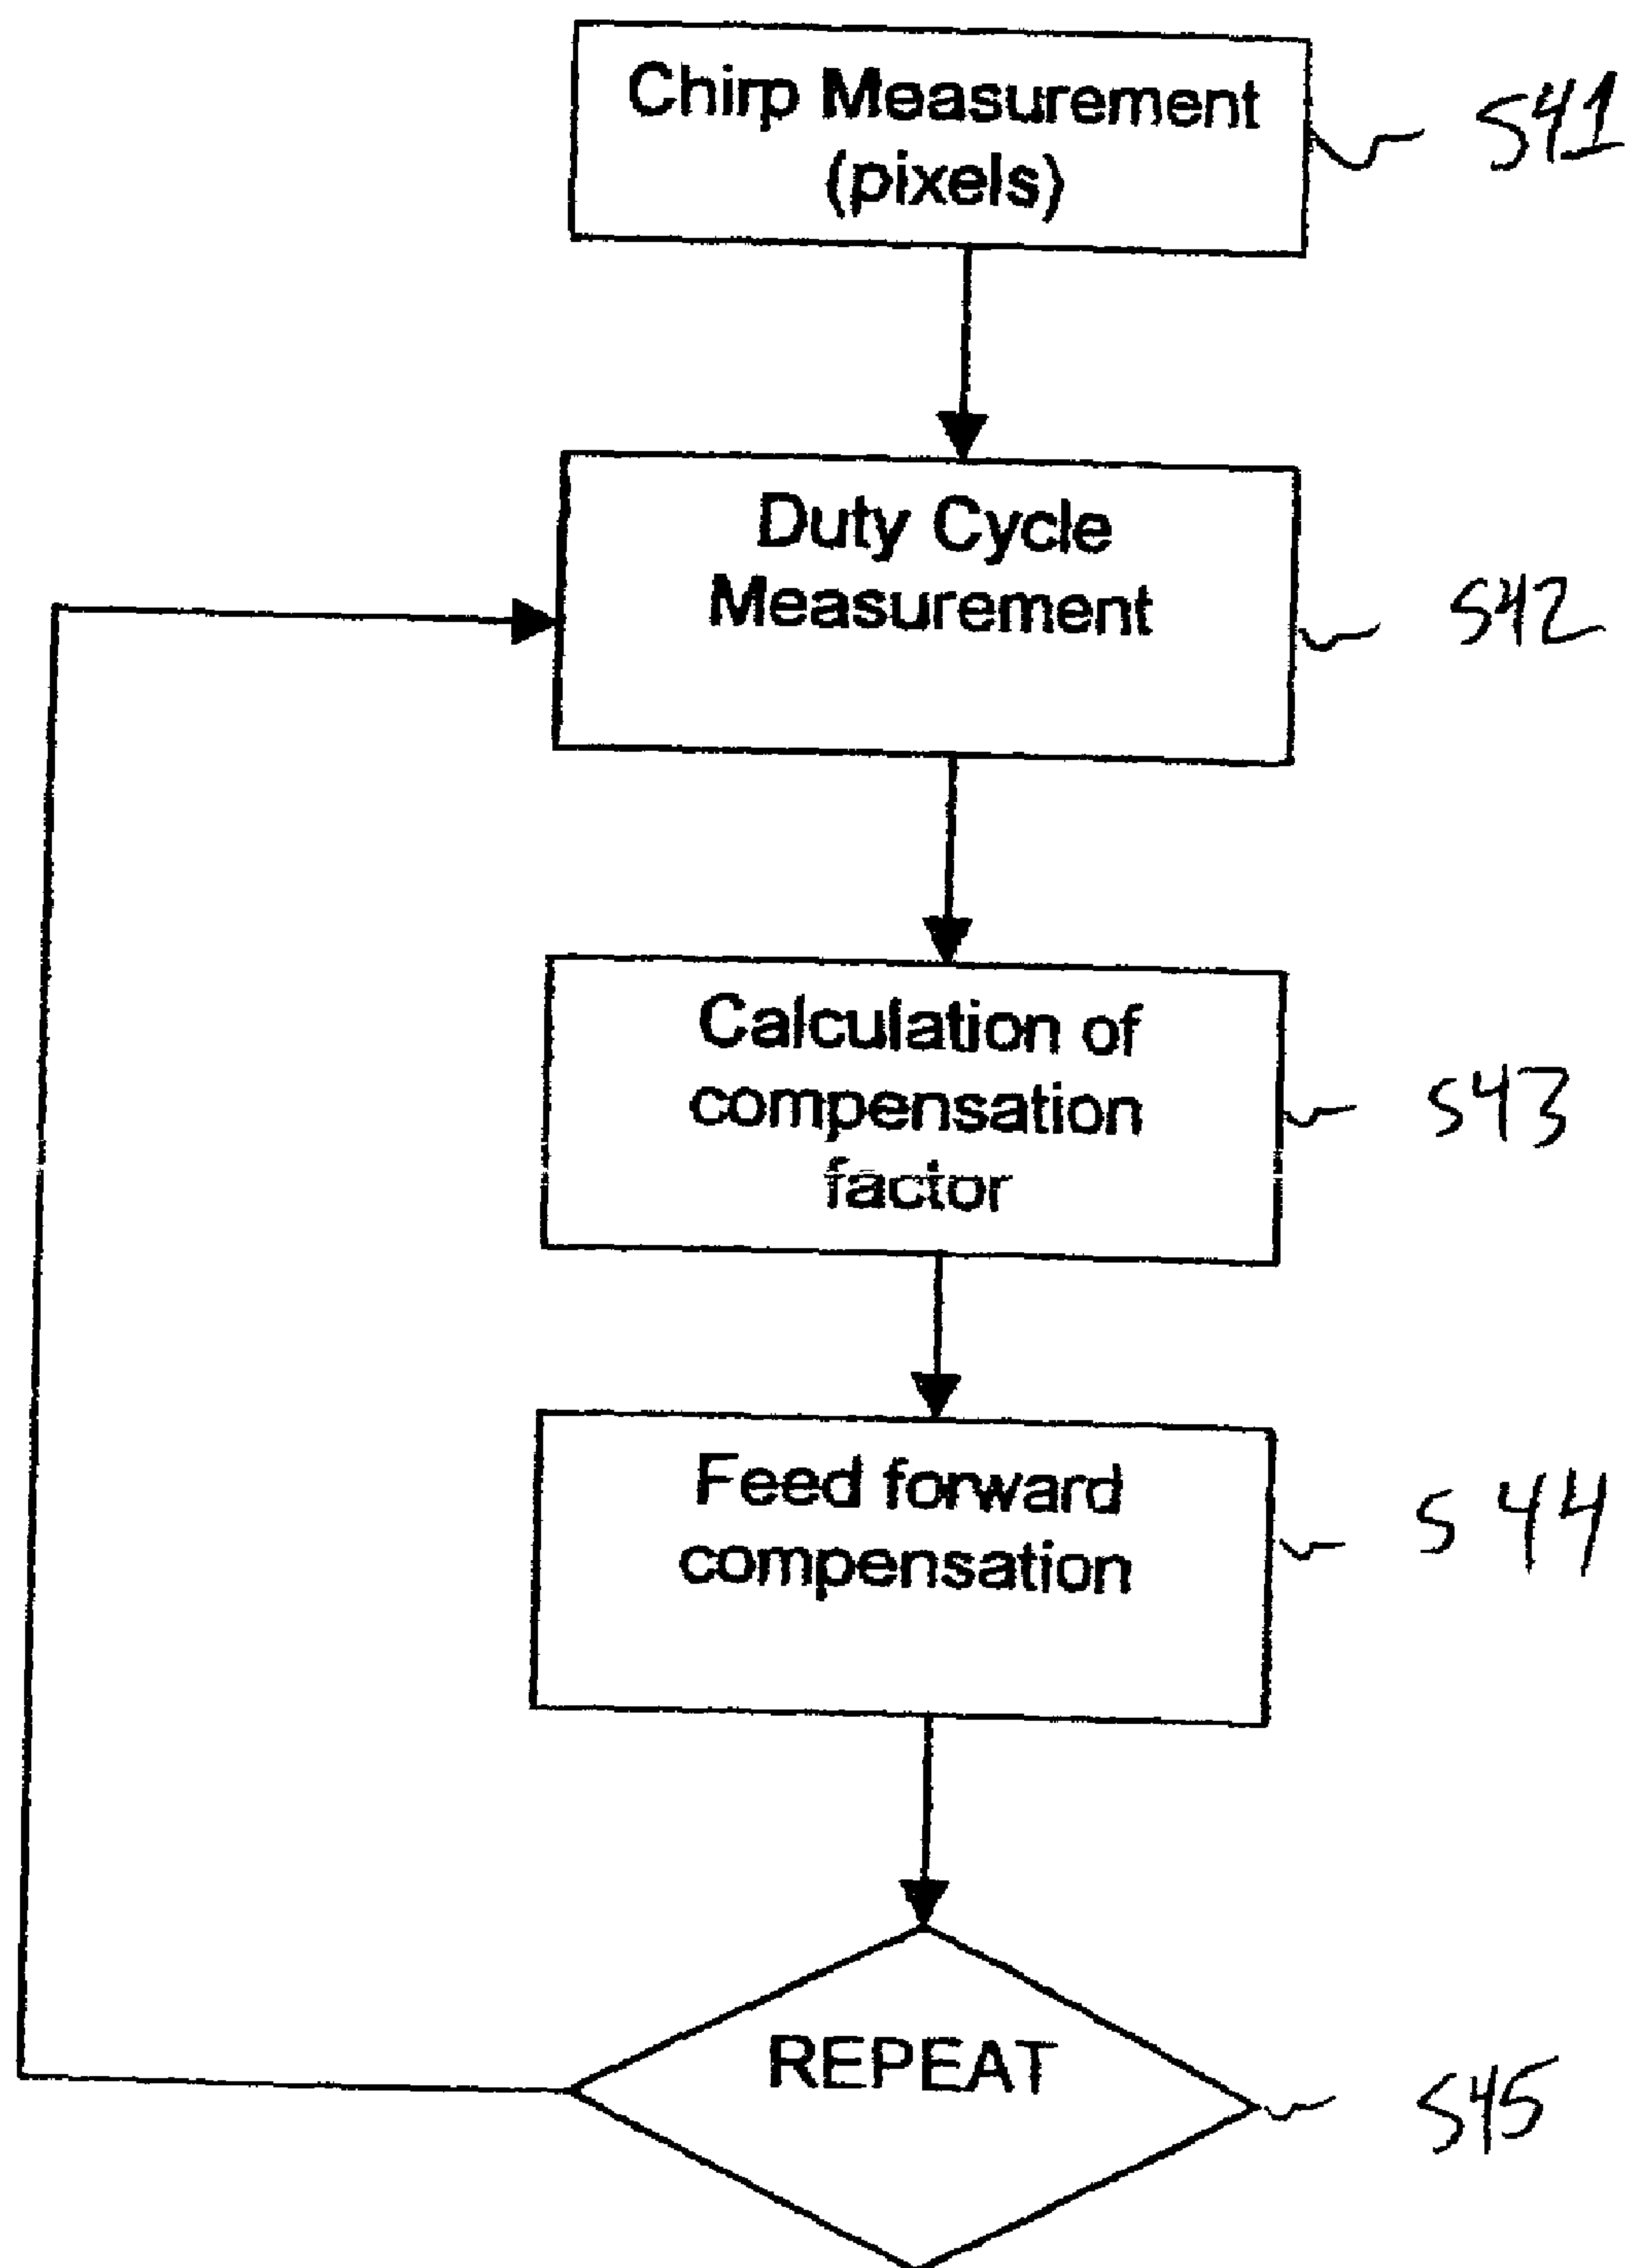 Chirp Measurement
(pixels)
S41
Duty Cycle
Measurement
S42
Calculation of
compensation
factor
S43
Feed forward
compensation
S44
REPEAT
S45